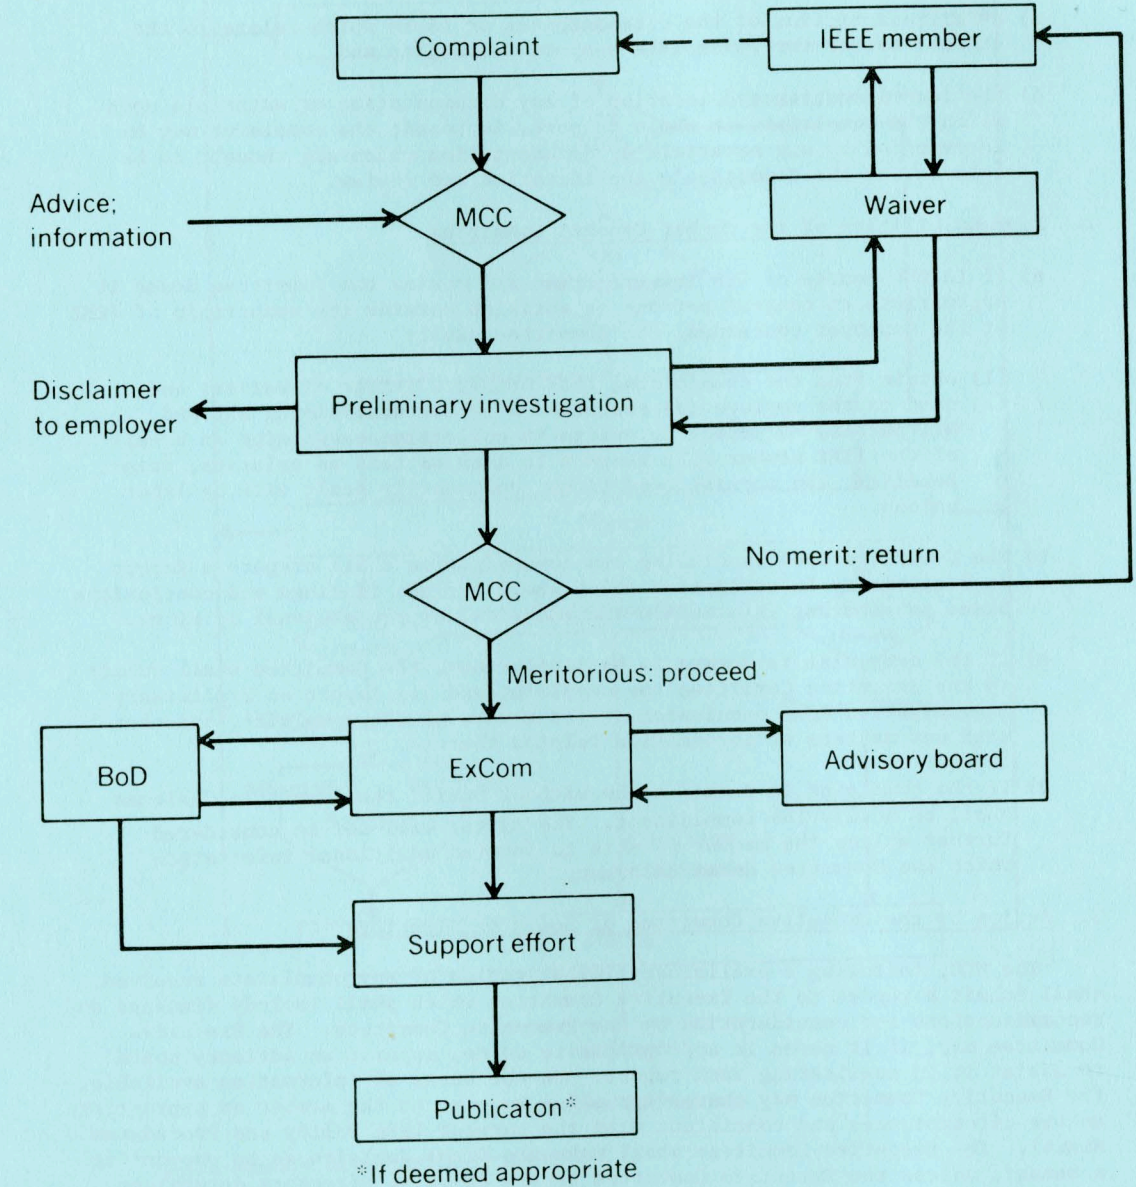 Complaint
IEEE member
Advice;
information
MCC
Waiver
Disclaimer
to employer
Preliminary investigation
MCC
No merit: return
Meritorious: proceed
BoD
ExCom
Advisory board
Support effort
Publicaton*
*If deemed appropriate